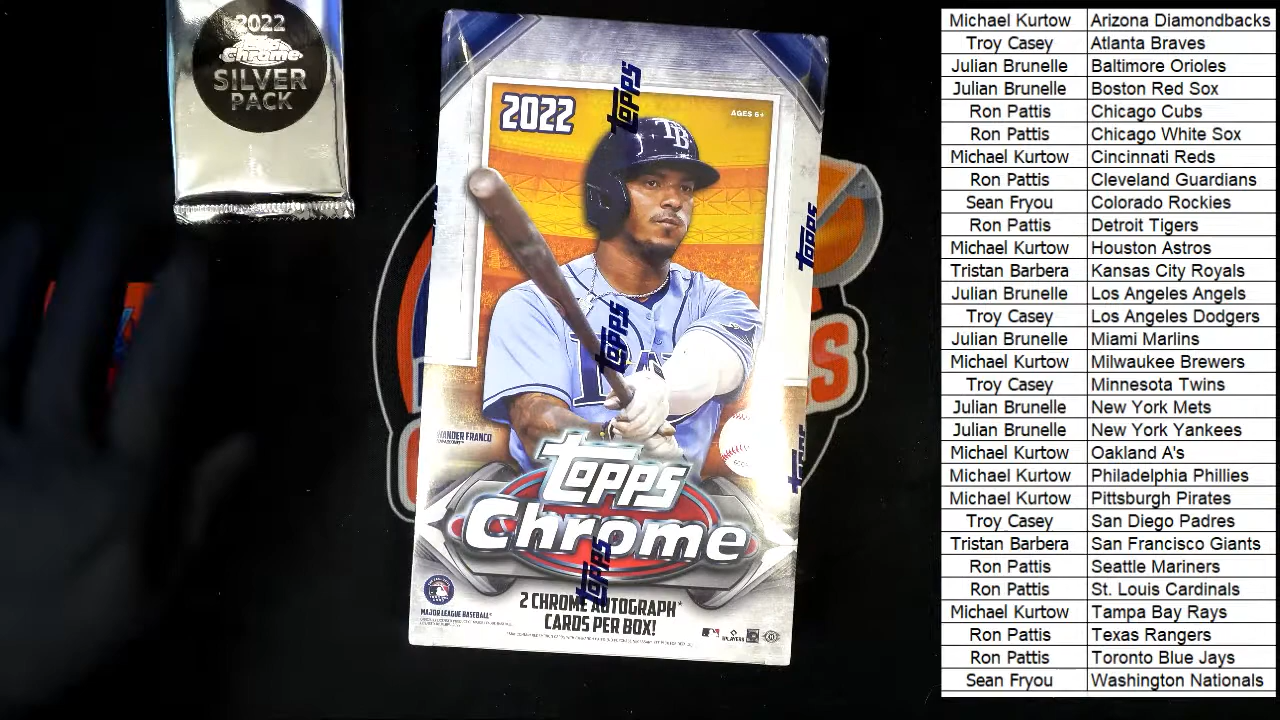 2022
Topps
Chrome
SILVER
PACK
2022
AGES 6+
TB
TOPPS
TOPPS
TOPPS
TOPPS
WANDER FRANCO
Topps
Chrome
2 CHROME AUTOGRAPH*
CARDS PER BOX!
MAJOR LEAGUE BASEBALL
Michael Kurtow Arizona Diamondbacks
Troy Casey Atlanta Braves
Julian Brunelle Baltimore Orioles
Julian Brunelle Boston Red Sox
Ron Pattis Chicago Cubs
Ron Pattis Chicago White Sox
Michael Kurtow Cincinnati Reds
Ron Pattis Cleveland Guardians
Sean Fryou Colorado Rockies
Ron Pattis Detroit Tigers
Michael Kurtow Houston Astros
Tristan Barbera Kansas City Royals
Julian Brunelle Los Angeles Angels
Troy Casey Los Angeles Dodgers
Julian Brunelle Miami Marlins
Michael Kurtow Milwaukee Brewers
Troy Casey Minnesota Twins
Julian Brunelle New York Mets
Julian Brunelle New York Yankees
Michael Kurtow Oakland A's
Michael Kurtow Philadelphia Phillies
Michael Kurtow Pittsburgh Pirates
Troy Casey San Diego Padres
Tristan Barbera San Francisco Giants
Ron Pattis Seattle Mariners
Ron Pattis St. Louis Cardinals
Michael Kurtow Tampa Bay Rays
Ron Pattis Texas Rangers
Ron Pattis Toronto Blue Jays
Sean Fryou Washington Nationals